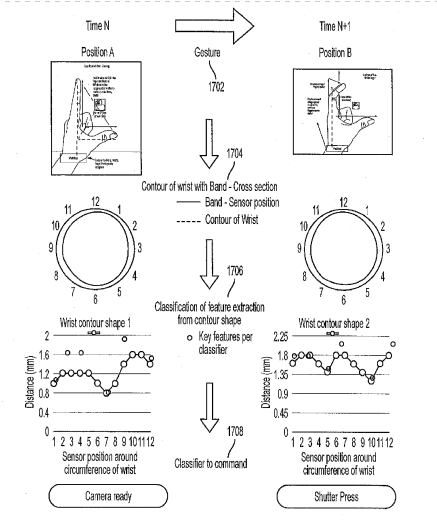 Time N
Time N+1
Position A
Gesture
Position B
1702
1704
Contour of wrist with Band - Cross section
Band - Sensor position
Contour of Wrist
12
11 1
10 2
9 3
8 4
7 5
6
12
11 1
10 2
9 3
8 4
7 5
6
1706
Classification of feature extraction
from contour shape
Key features per
classifier
Wrist contour shape 1
2
1.6
1.2
0.8
0.4
0
Distance (mm)
1 2 3 4 5 6 7 8 9 10 11 12
Sensor position around
circumference of wrist
Wrist contour shape 2
2.25
1.8
1.35
0.9
0.45
0
Distance (mm)
1 2 3 4 5 6 7 8 9 10 11 12
Sensor position around
circumference of wrist
1708
Classifier to command
Camera ready
Shutter Press